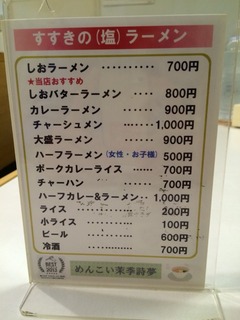 すすきの(塩)ラーメン
しおラーメン ・・・・・・・・・ 700円
★当店おすすめ
しおバターラーメン ・・・・・ 800円
カレーラーメン ・・・・・・ 900円
チャーシュメン ・・・・・ 1,000円
大盛ラーメン ・・・・・・・ 900円
ハーフラーメン(女性・お子様) 500円
ポークカレーライス ・・・ 700円
チャーハン ・・・・・・・ 700円
ハーフカレー&ラーメン・・ 1,000円
ライス ・・・・・・ 200円
小ライス ・・・・・・ 100円
ビール ・・・・・・ 600円
冷酒 ・・・・・・・・ 700円
BEST
2012
めんこい茉季詩夢